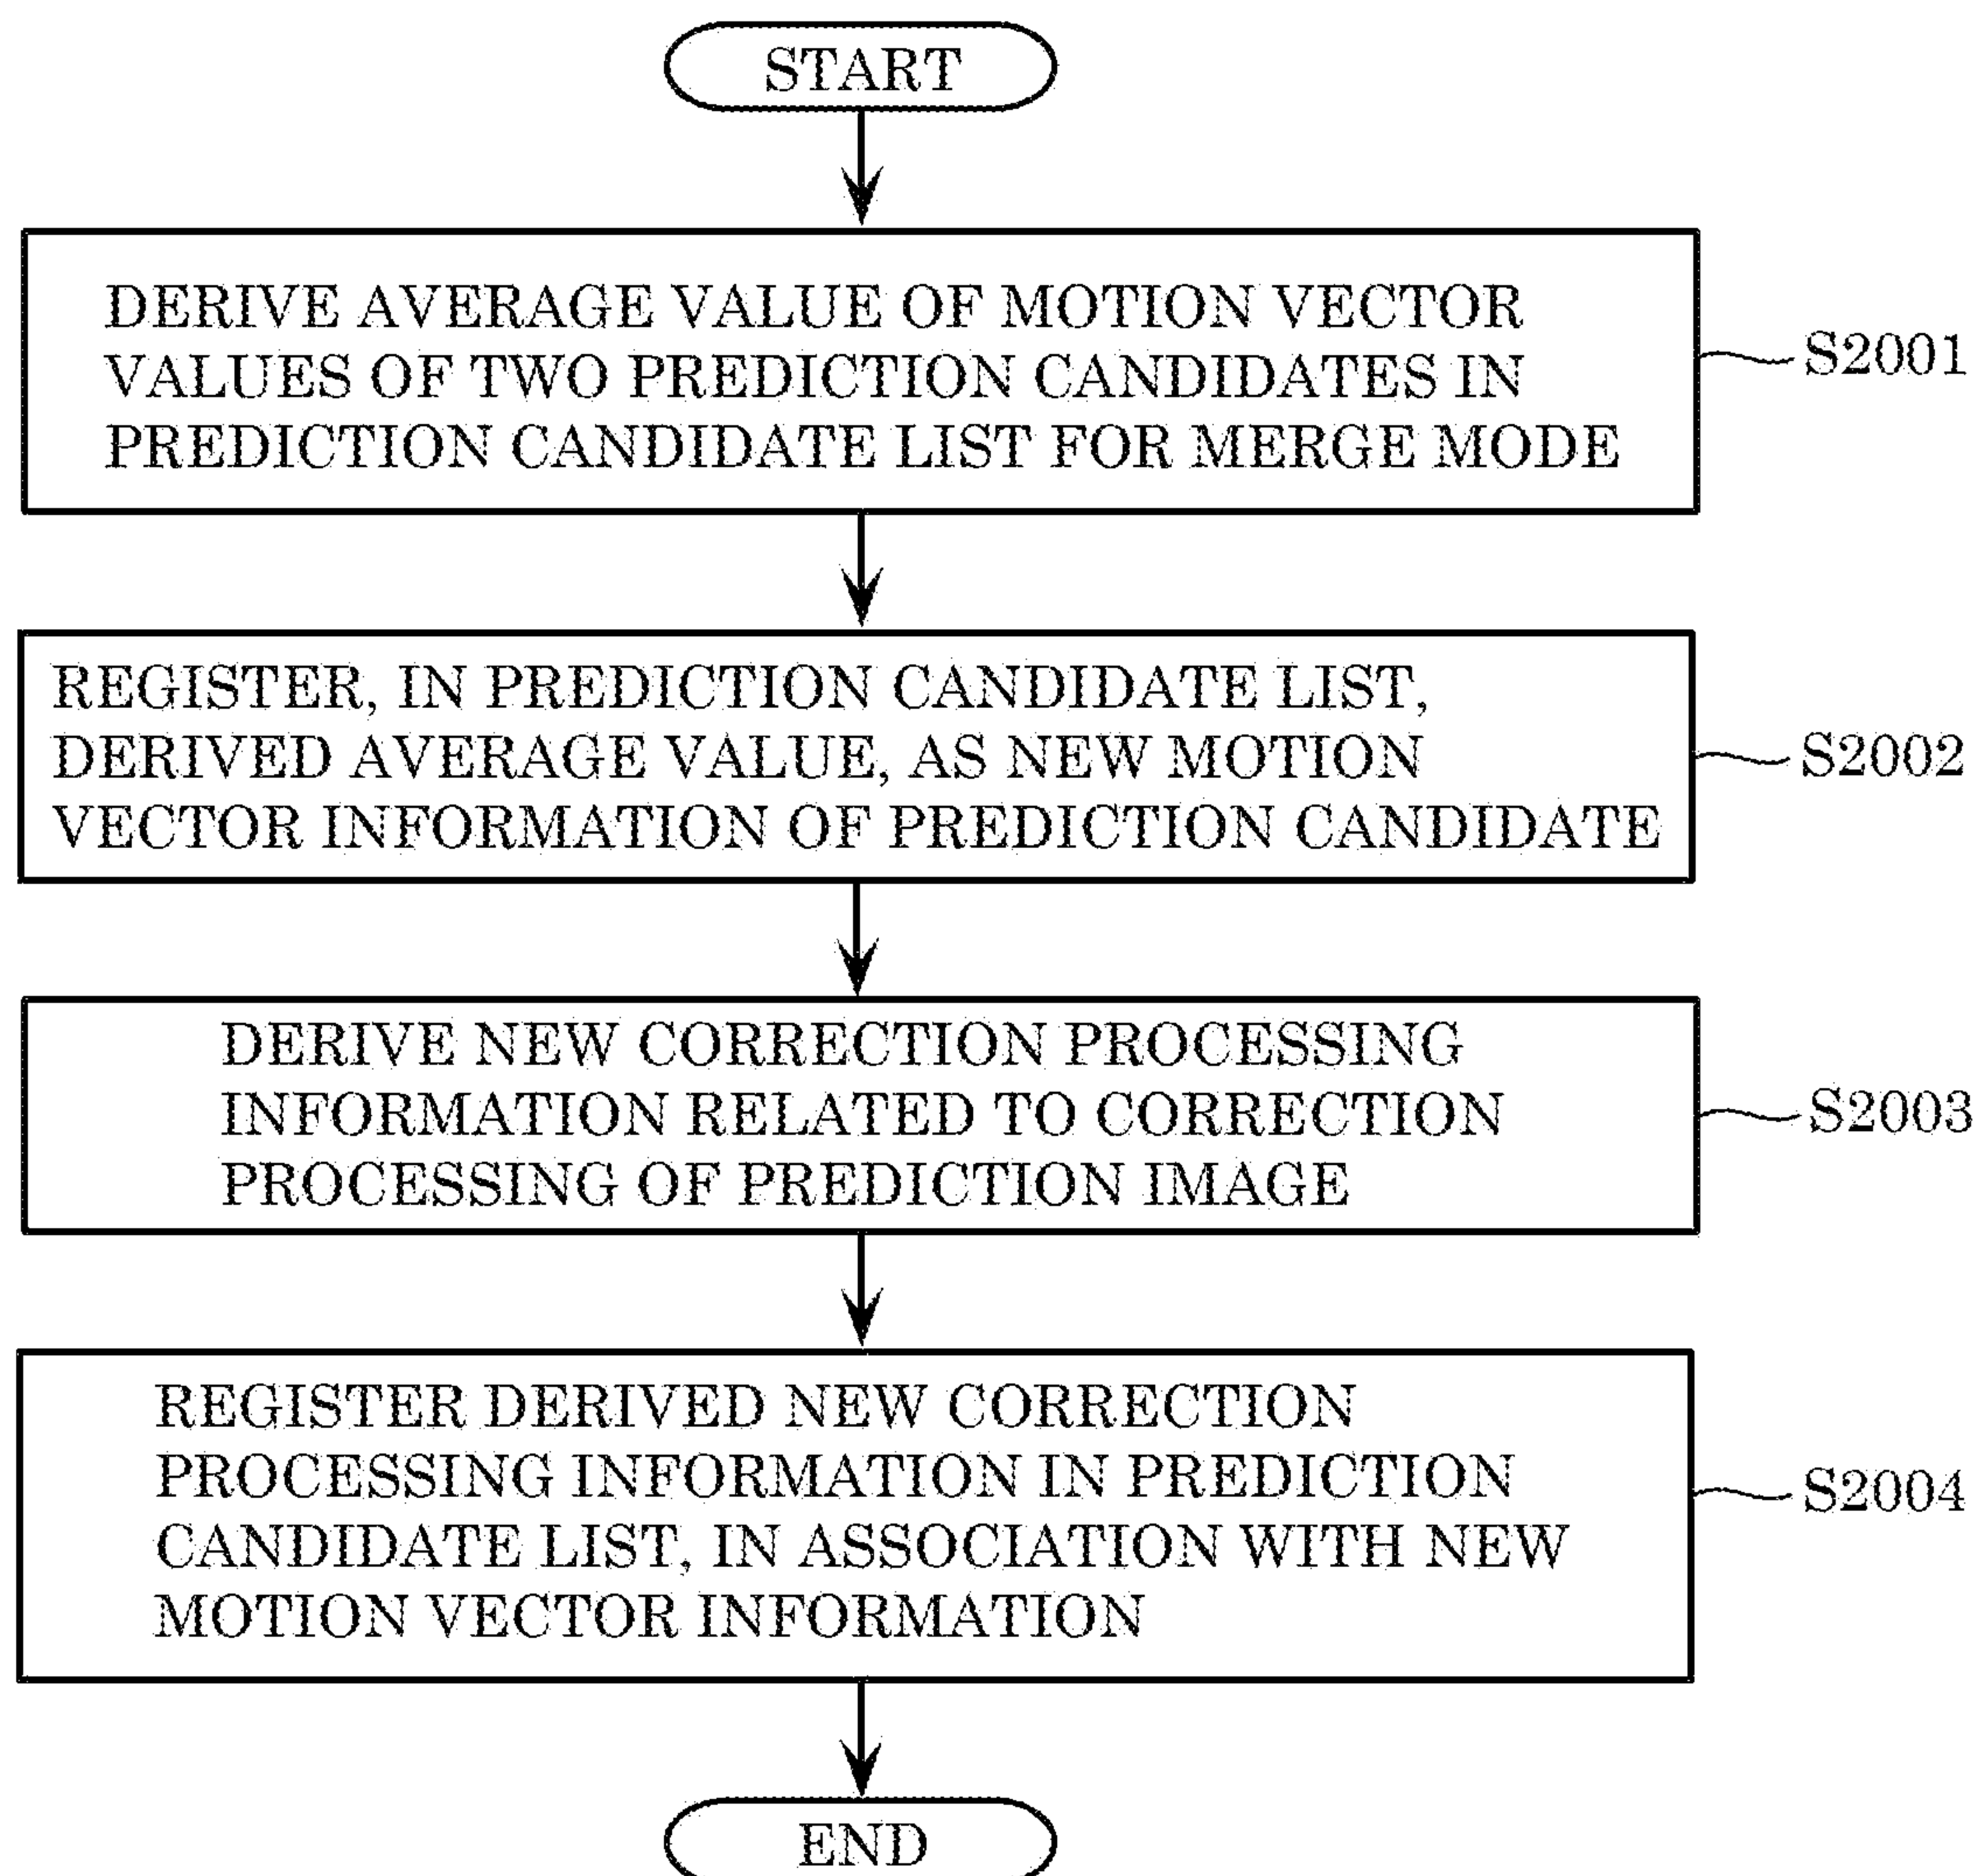 START
DERIVE AVERAGE VALUE OF MOTION VECTOR
VALUES OF TWO PREDICTION CANDIDATES IN
PREDICTION CANDIDATE LIST FOR MERGE MODE
S2001
REGISTER, IN PREDICTION CANDIDATE LIST,
DERIVED AVERAGE VALUE, AS NEW MOTION
VECTOR INFORMATION OF PREDICTION CANDIDATE
S2002
DERIVE NEW CORRECTION PROCESSING
INFORMATION RELATED TO CORRECTION
PROCESSING OF PREDICTION IMAGE
S2003
REGISTER DERIVED NEW CORRECTION
PROCESSING INFORMATION IN PREDICTION
CANDIDATE LIST, IN ASSOCIATION WITH NEW
MOTION VECTOR INFORMATION
S2004
END